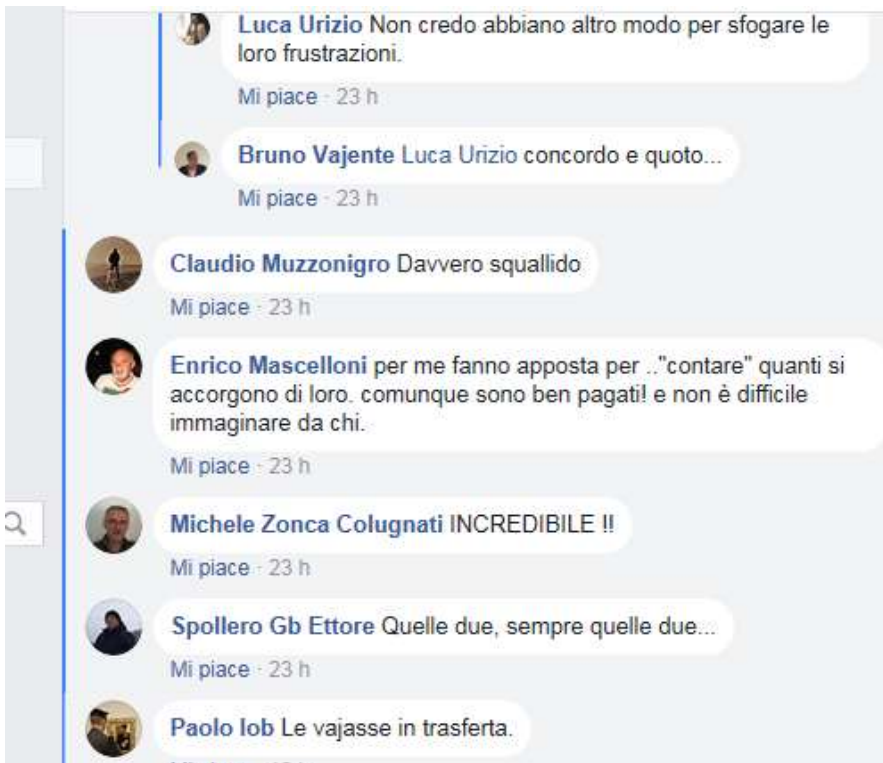 Luca Urizio Non credo abbiano altro modo per sfogare le
loro frustrazioni.
Mi piace · 23 h
Bruno Vajente Luca Urizio concordo e quoto...
Mi piace · 23 h
Claudio Muzzonigro Davvero squallido
Mi piace · 23 h
Enrico Mascelloni per me fanno apposta per .."contare" quanti si
accorgono di loro. comunque sono ben pagati! e non è difficile
immaginare da chi.
Mi piace · 23 h
Michele Zonca Colugnati INCREDIBILE !!
Mi piace · 23 h
Spollero Gb Ettore Quelle due, sempre quelle due...
Mi piace · 23 h
Paolo Iob Le vajasse in trasferta.